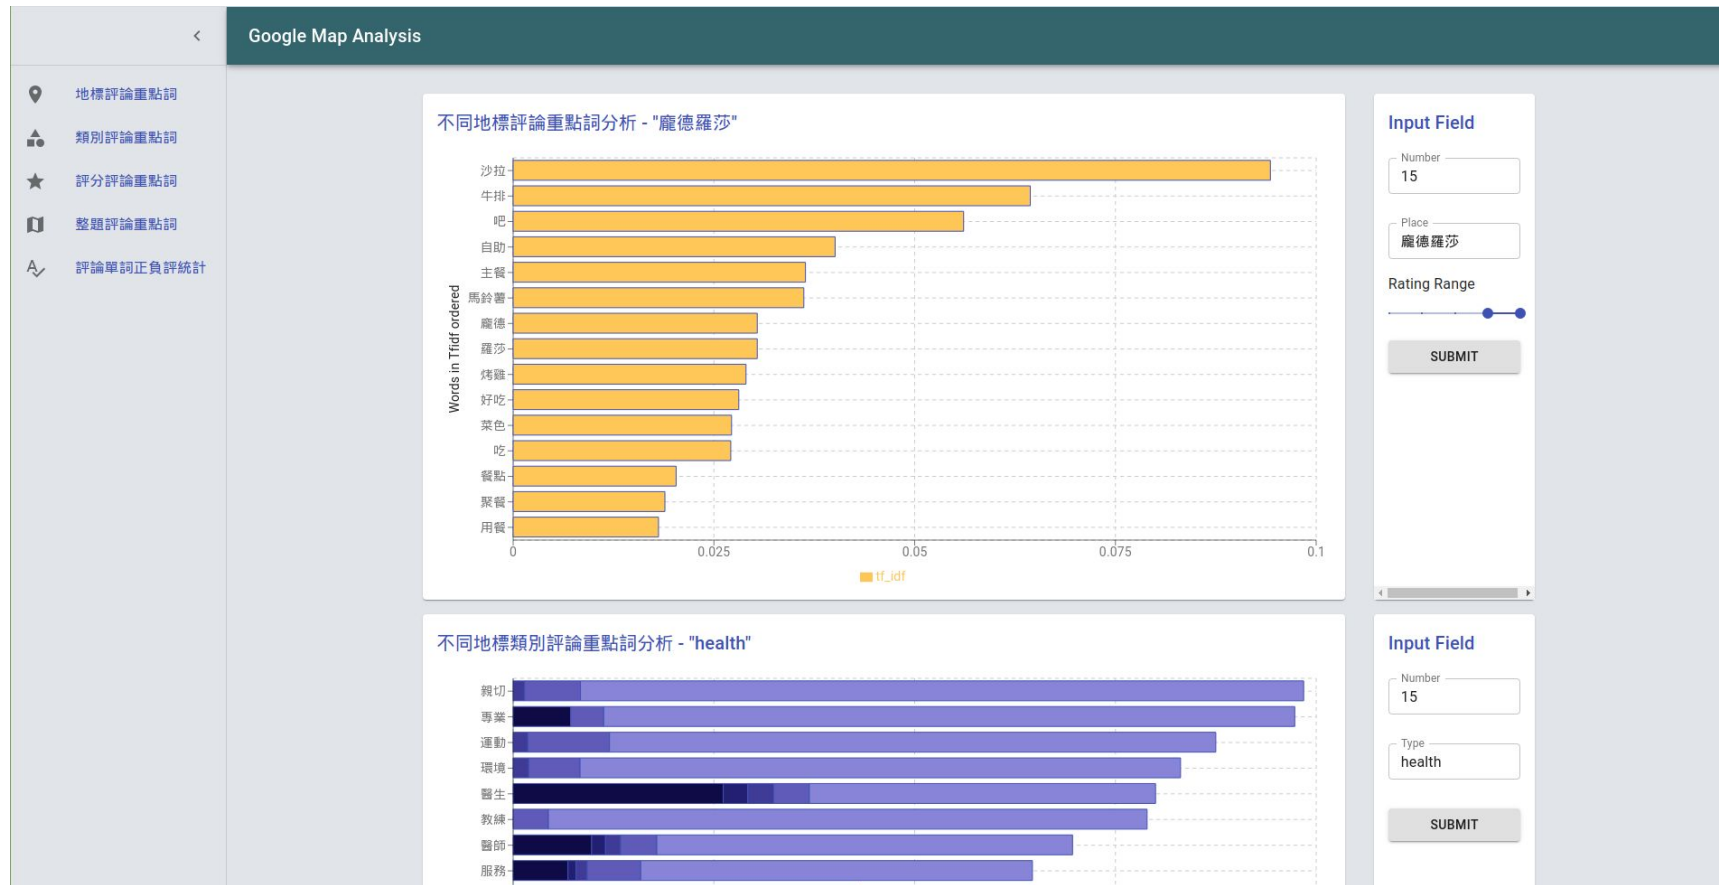 Google Map Analysis
地標評論重點詞
類別評論重點詞
評分評論重點詞
整題評論重點詞
評論單詞正負評統計
不同地標評論重點詞分析 - "龐德羅莎"
Words in Tfidf ordered
沙拉
牛排
吧
自助
主餐
馬鈴薯
龐德
羅莎
烤雞
好吃
菜色
吃
餐點
聚餐
用餐
0 0.025 0.05 0.075 0.1
tf_idf
Input Field
Number
15
Place
龐德羅莎
Rating Range
SUBMIT
不同地標類別評論重點詞分析 - "health"
親切
專業
運動
環境
醫生
教練
醫師
服務
Input Field
Number
15
Type
health
SUBMIT